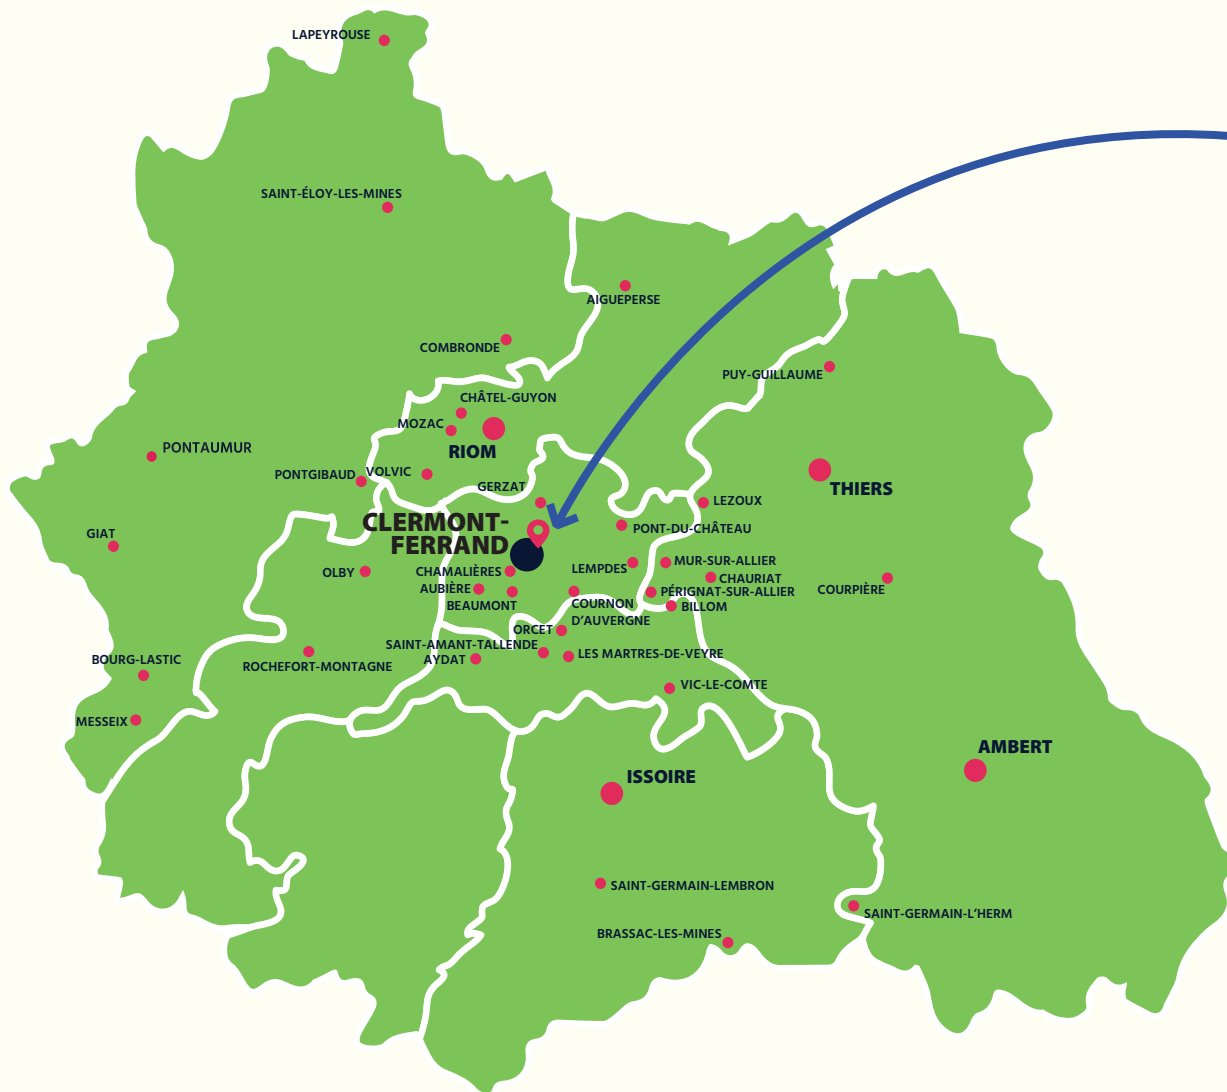 LAPEYROUSE
SAINT-ÉLOY-LES-MINES
AIGUEPERSE
COMBRONDE
PUY-GUILLAUME
CHÂTEL-GUYON
MOZAC
RIOM
PONTAUMUR
PONTGIBAUD
VOLVIC
GERZAT
THIERS
LEZOUX
CLERMONT-
FERRAND
PONT-DU-CHÂTEAU
GIAT
OLBY
CHAMALIÈRES
LEMPDES
MUR-SUR-ALLIER
CHAURIAT
AUBIÈRE
PÉRIGNAT-SUR-ALLIER
COURPIÈRE
BEAUMONT
COURNON
D'AUVERGNE
BILLOM
ORCET
SAINT-AMANT-TALLENDE
LES MARTRES-DE-VEYRE
AYDAT
BOURG-LASTIC
ROCHEFORT-MONTAGNE
VIC-LE-COMTE
MESSEIX
AMBERT
ISSOIRE
SAINT-GERMAIN-LEMBRON
SAINT-GERMAIN-L'HERM
BRASSAC-LES-MINES